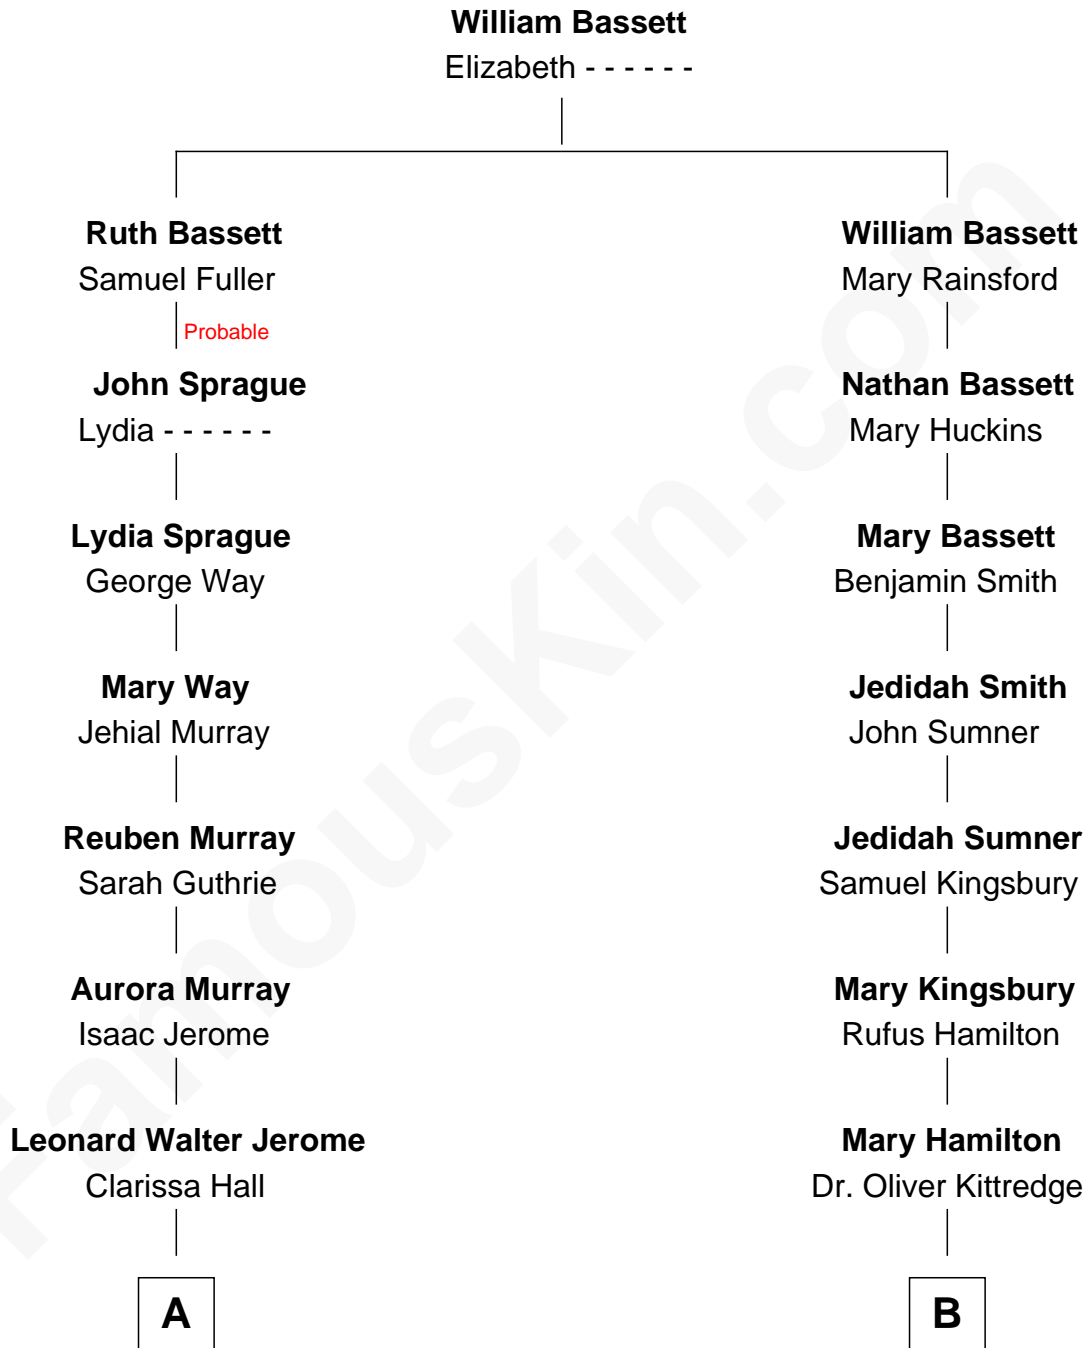 William Bassett
Elizabeth - - - - - -
Ruth Bassett
Samuel Fuller
Probable
John Sprague
Lydia - - - - - -
Lydia Sprague
George Way
Mary Way
Jehial Murray
Reuben Murray
Sarah Guthrie
Aurora Murray
Isaac Jerome
Leonard Walter Jerome
Clarissa Hall
A
William Bassett
Mary Rainsford
Nathan Bassett
Mary Huckins
Mary Bassett
Benjamin Smith
Jedidah Smith
John Sumner
Jedidah Sumner
Samuel Kingsbury
Mary Kingsbury
Rufus Hamilton
Mary Hamilton
Dr. Oliver Kittredge
B
FamousKin.com